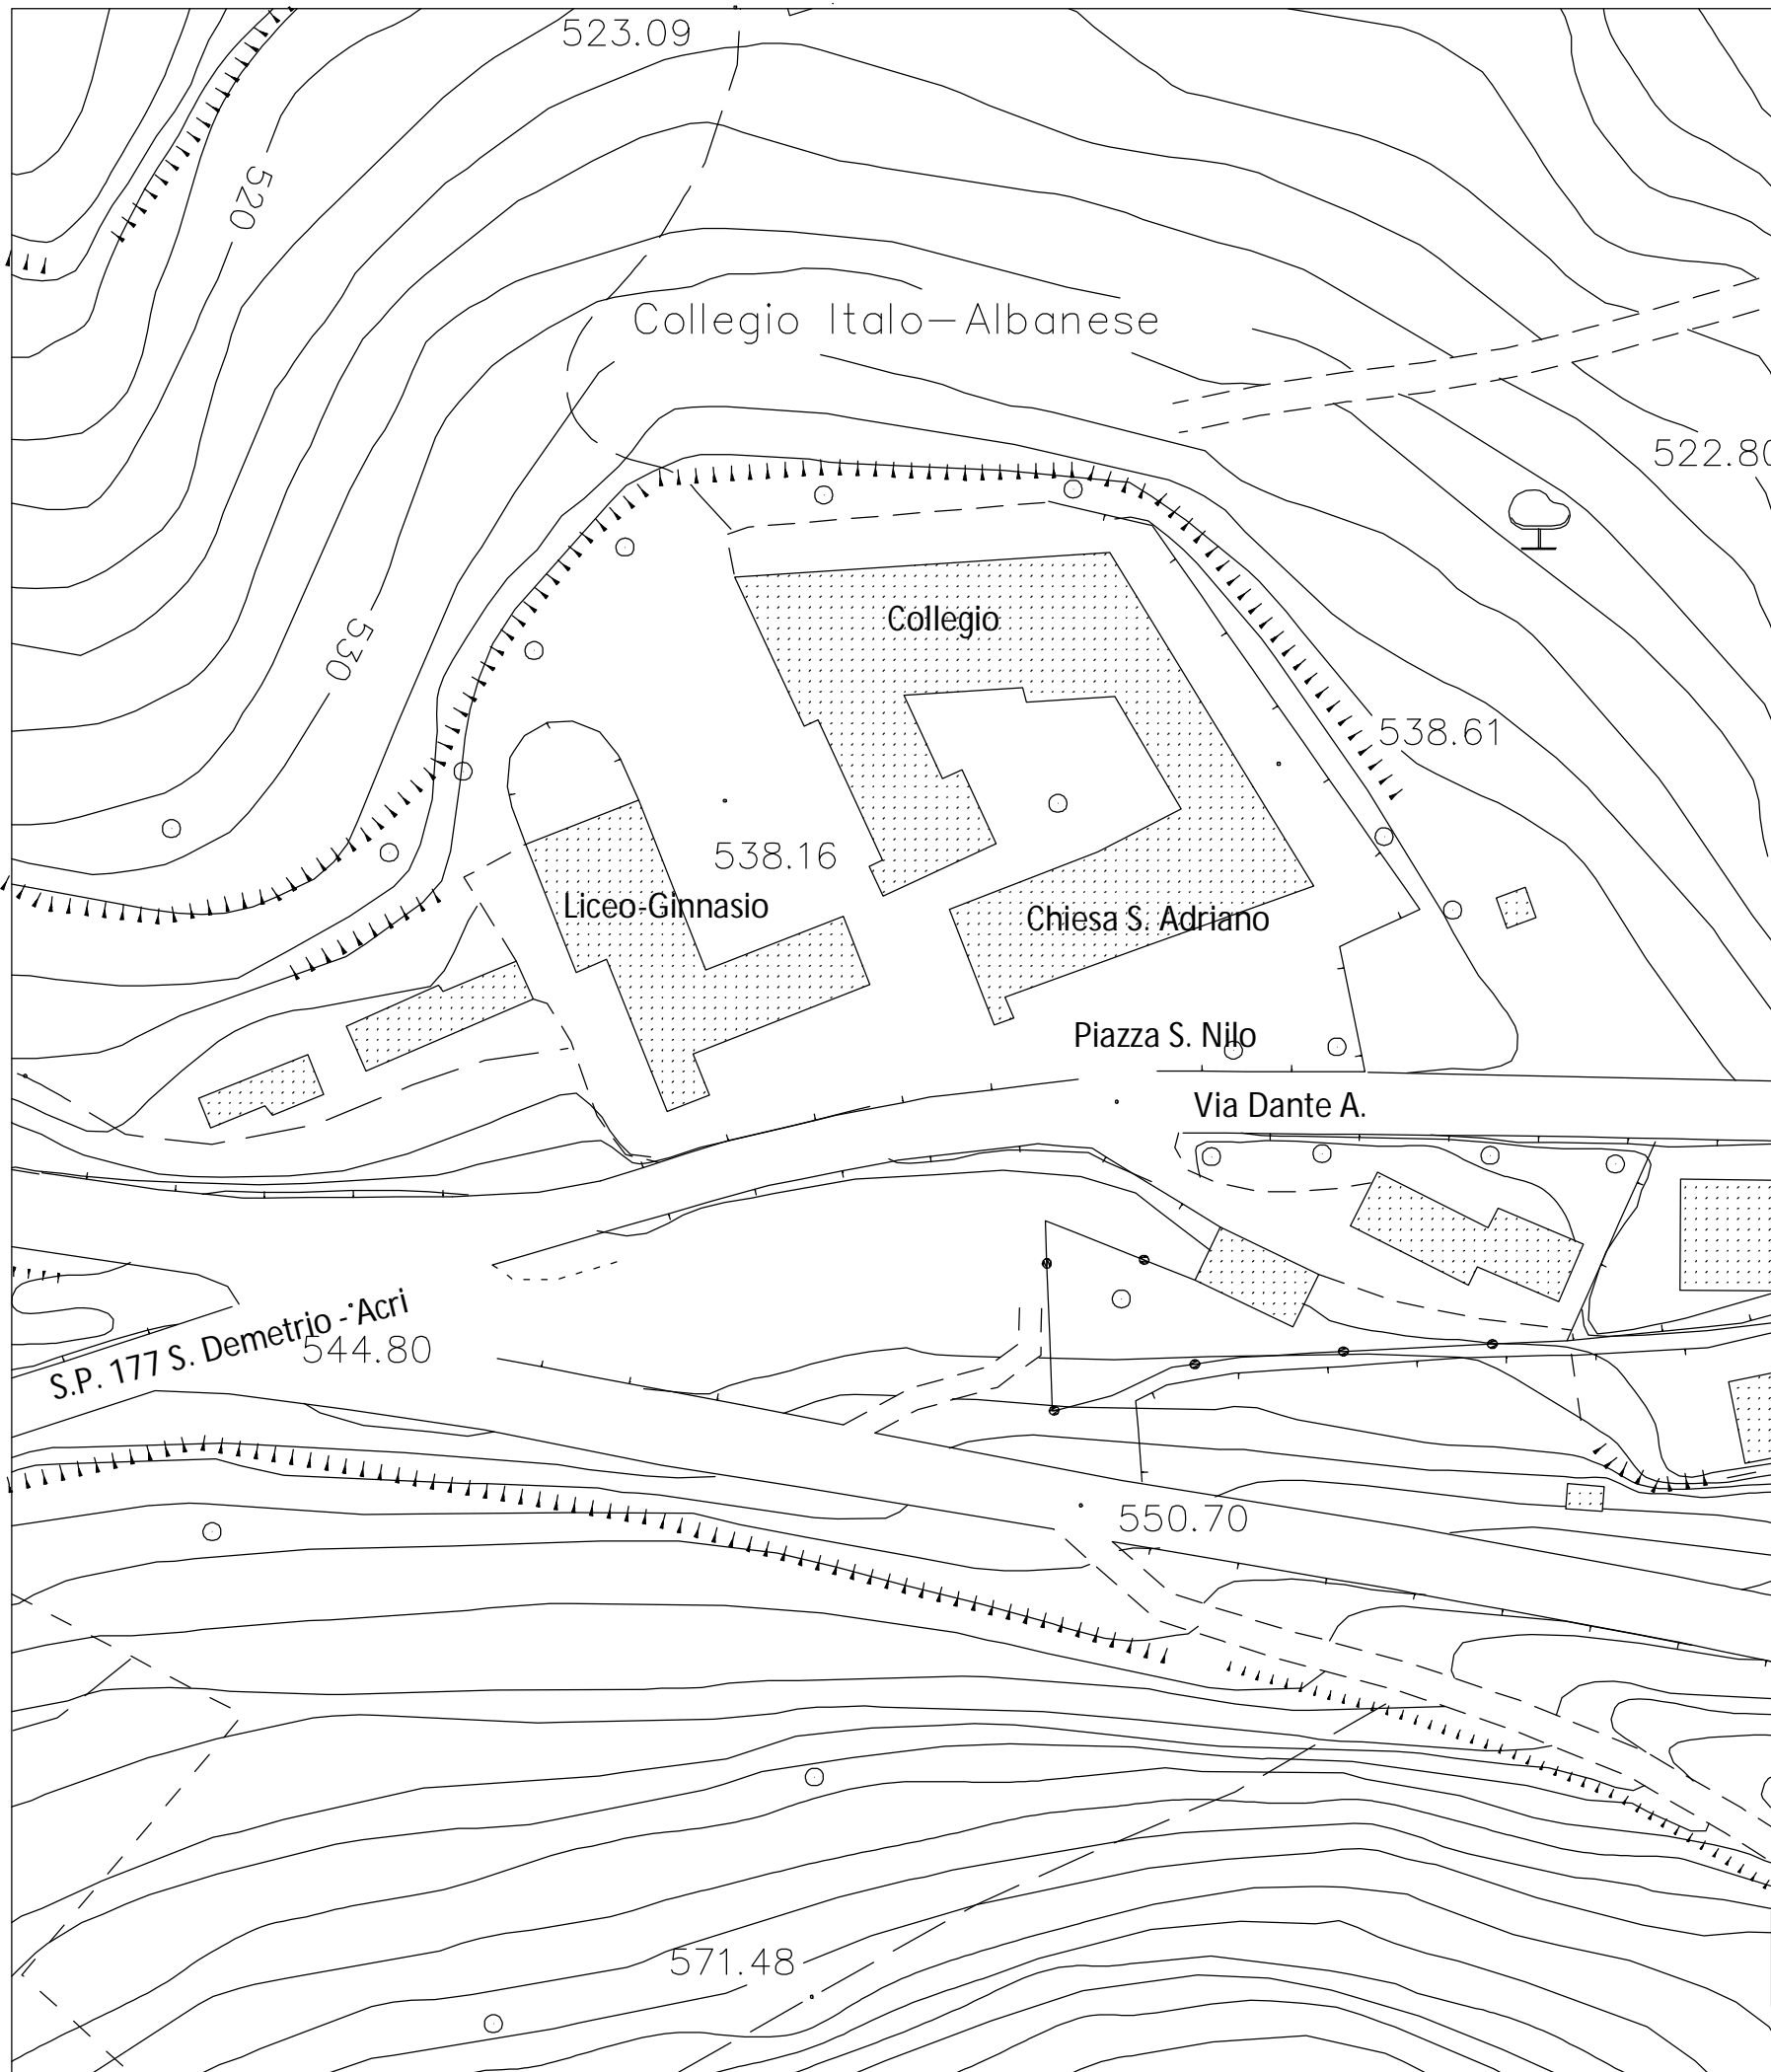 523.09
520
Collegio Italo-Albanese
522.80
Collegio
530
538.61
538.16
Liceo-Ginnasio
Chiesa S. Adriano
Piazza S. Nilo
Via Dante A.
S.P. 177 S. Demetrio - Acri
544.80
550.70
571.48